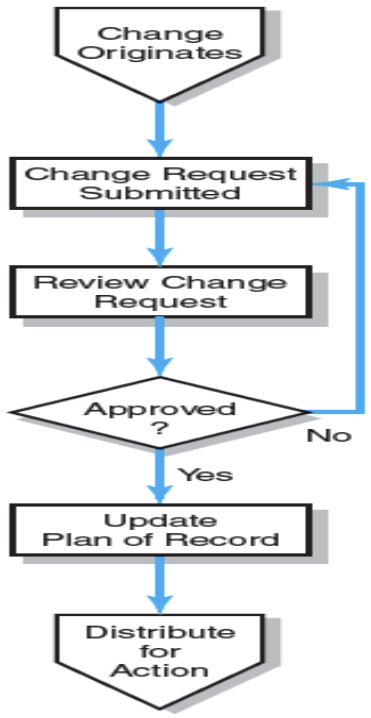 Change
Originates
Change Request
Submitted
Review Change
Request
Approved
?
No
Yes
Update
Plan of Record
Distribute
for
Action